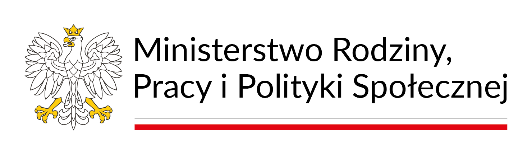 Ministerstwo Rodziny,
Pracy i Polityki Społecznej